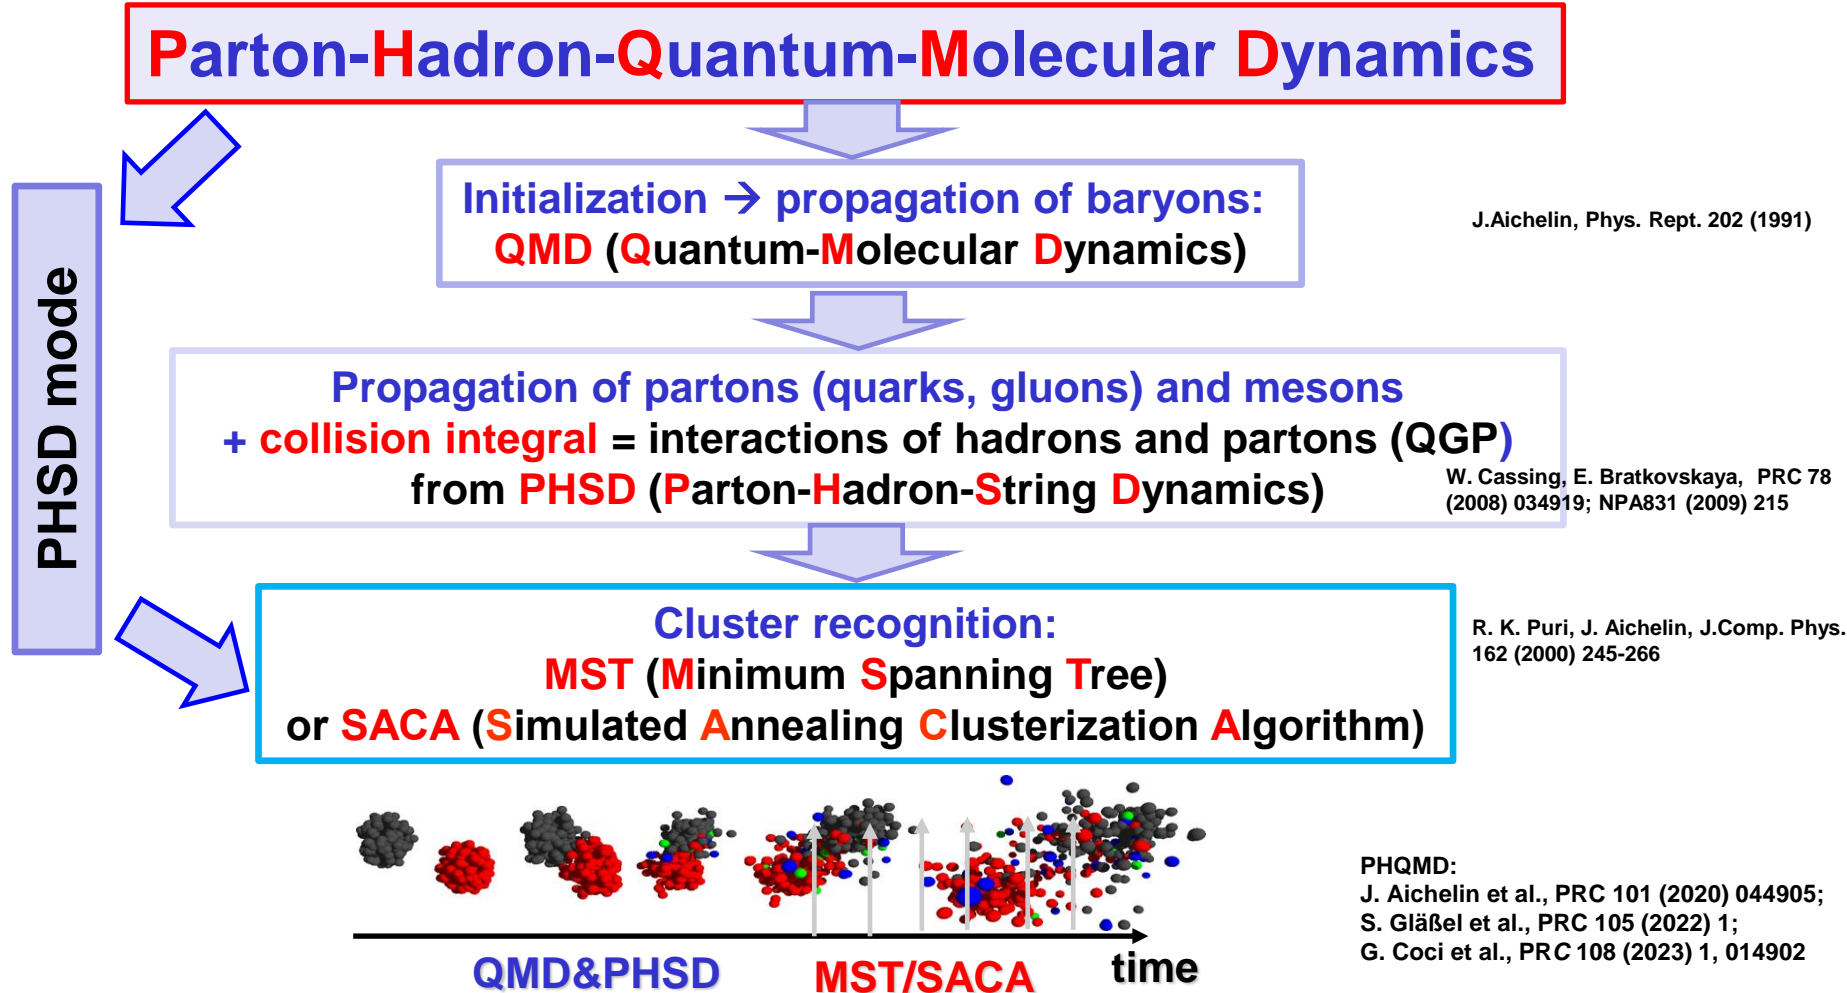 Parton-Hadron-Quantum-Molecular Dynamics
Initialization → propagation of baryons:
QMD (Quantum-Molecular Dynamics)
J.Aichelin, Phys. Rept. 202 (1991)
PHSD mode
Propagation of partons (quarks, gluons) and mesons
+ collision integral = interactions of hadrons and partons (QGP)
from PHSD (Parton-Hadron-String Dynamics)
W. Cassing, E. Bratkovskaya, PRC 78
(2008) 034919; NPA831 (2009) 215
Cluster recognition:
MST (Minimum Spanning Tree)
or SACA (Simulated Annealing Clusterization Algorithm)
R. K. Puri, J. Aichelin, J.Comp. Phys.
162 (2000) 245-266
QMD&PHSD
MST/SACA
time
PHQMD:
J. Aichelin et al., PRC 101 (2020) 044905;
S. Gläßel et al., PRC 105 (2022) 1;
G. Coci et al., PRC 108 (2023) 1, 014902